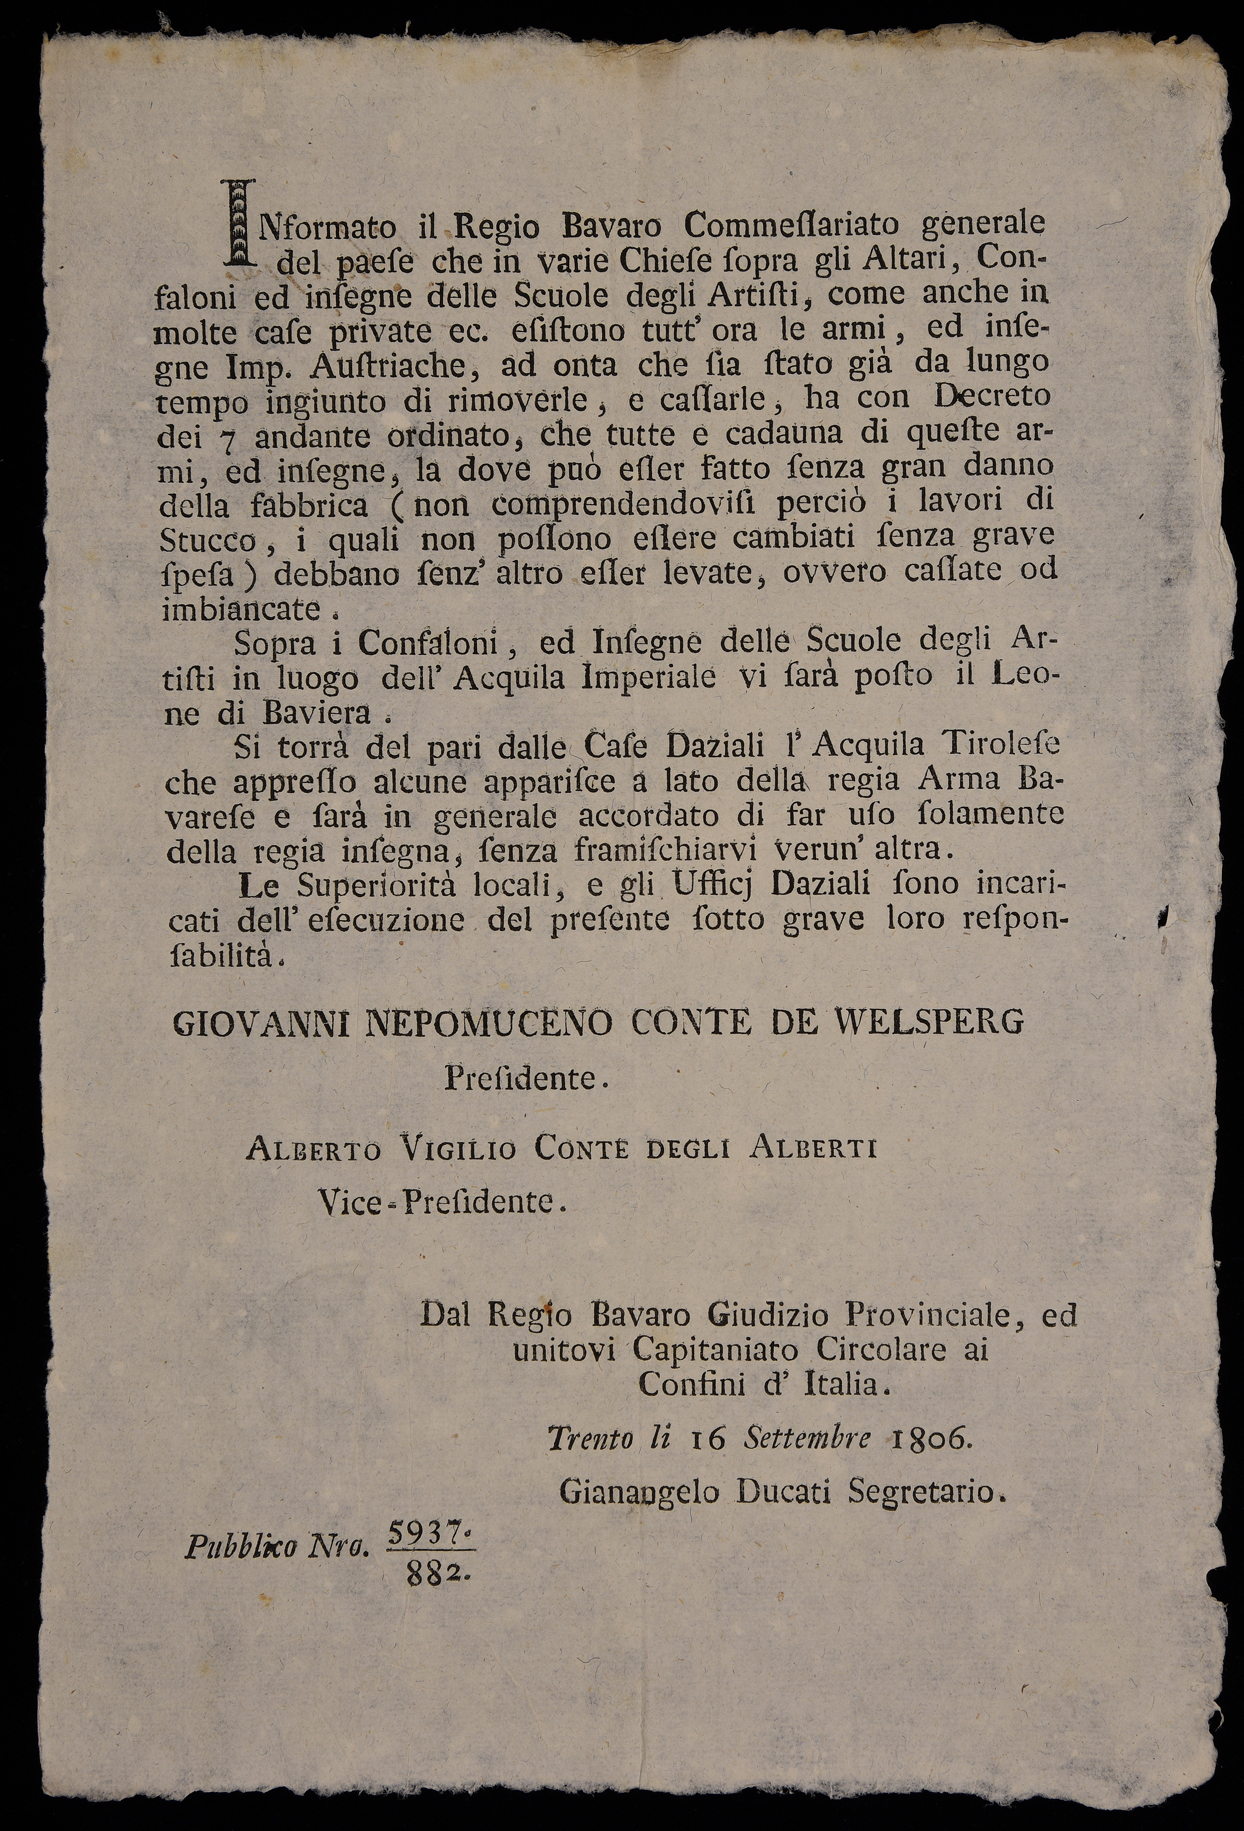 INformato il Regio Bavaro Commeſſariato generale
del paeſe che in varie Chieſe ſopra gli Altari, Con-
faloni ed inſegne delle Scuole degli Artiſti, come anche in
molte caſe private ec. eſiſtono tutt' ora le armi, ed inſe-
gne Imp. Auſtriache, ad onta che ſia ſtato già da lungo
tempo ingiunto di rimoverle, e caſſarle, ha con Decreto
dei 7 andante ordinato, che tutte e cadauna di queſte ar-
mi, ed inſegne, la dove può eſſer fatto ſenza gran danno
della fabbrica (non comprendendoviſi perciò i lavori di
Stucco, i quali non poſſono eſſere cambiati ſenza grave
ſpeſa) debbano ſenz' altro eſſer levate, ovvero caſſate od
imbiancate.
Sopra i Confaloni, ed Inſegne delle Scuole degli Ar-
tiſti in luogo dell' Acquila Imperiale vi ſarà poſto il Leo-
ne di Baviera.
Si torrà del pari dalle Caſe Daziali l' Acquila Tiroleſe
che appreſſo alcune appariſce a lato della regia Arma Ba-
vareſe e ſarà in generale accordato di far uſo ſolamente
della regia inſegna, ſenza framiſchiarvi verun' altra.
Le Superiorità locali, e gli Ufficj Daziali ſono incari-
cati dell' eſecuzione del preſente ſotto grave loro reſpon-
ſabilità.
GIOVANNI NEPOMUCENO CONTE DE WELSPERG
Preſidente.
ALBERTO VIGILIO CONTE DEGLI ALBERTI
Vice-Preſidente.
Dal Regio Bavaro Giudizio Provinciale, ed
unitovi Capitaniato Circolare ai
Confini d' Italia.
Trento li 16 Settembre 1806.
Gianangelo Ducati Segretario.
Pubblico Nro. 5937.
882.